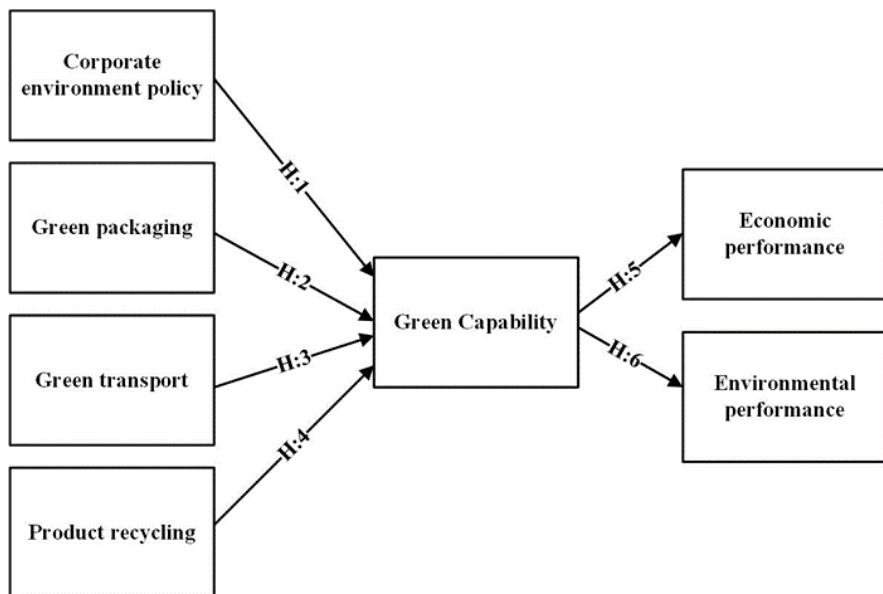 Corporate
environment policy
H:1
Green packaging
H:2
Green transport
H:3
Product recycling
H:4
Green Capability
H:5
Economic
performance
H:6
Environmental
performance